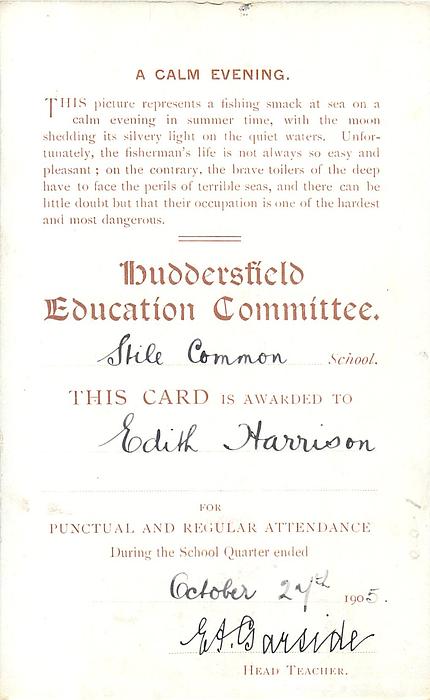 A CALM EVENING.
THIS picture represents a fishing smack at sea on a
calm evening in summer time, with the moon
shedding its silvery light on the quiet waters. Unfor-
tunately, the fisherman's life is not always so easy and
pleasant; on the contrary, the brave toilers of the deep
have to face the perils of terrible seas, and there can be
little doubt but that their occupation is one of the hardest
and most dangerous.
Huddersfield
Education Committee.
Stile Common School.
THIS CARD IS AWARDED TO
Edith Harrison
FOR
PUNCTUAL AND REGULAR ATTENDANCE
During the School Quarter ended
October 27th 1905.
E. A. Garside
HEAD TEACHER.